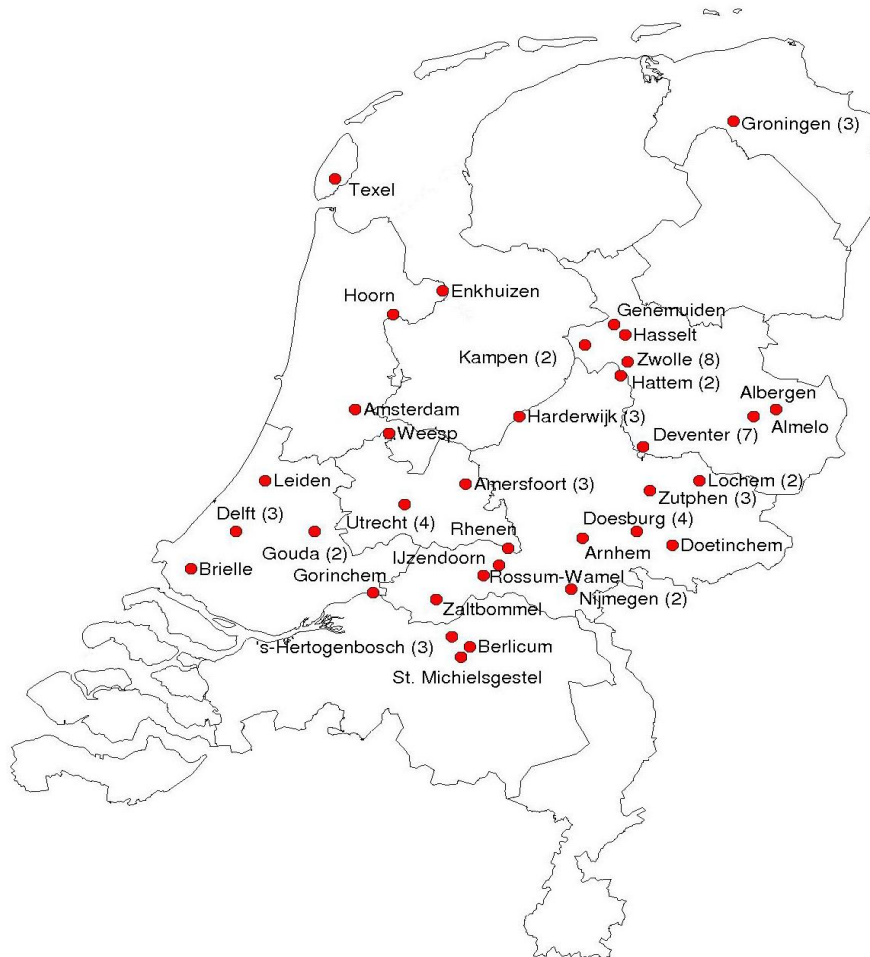 Groningen (3)
Texel
Enkhuizen
Hoorn
Genemuiden
Hasselt
Kampen (2)
Zwolle (8)
Hattem (2)
Albergen
Amsterdam
Harderwijk (3)
Almelo
Weesp
Deventer (7)
Leiden
Amersfoort (3)
Lochem (2)
Zutphen (3)
Delft (3)
Utrecht (4)
Doesburg (4)
Rhenen
Gouda (2)
Arnhem
Doetinchem
IJzendoorn
Brielle
Gorinchem
Rossum-Wamel
Nijmegen (2)
Zaltbommel
's-Hertogenbosch (3)
Berlicum
St. Michielsgestel